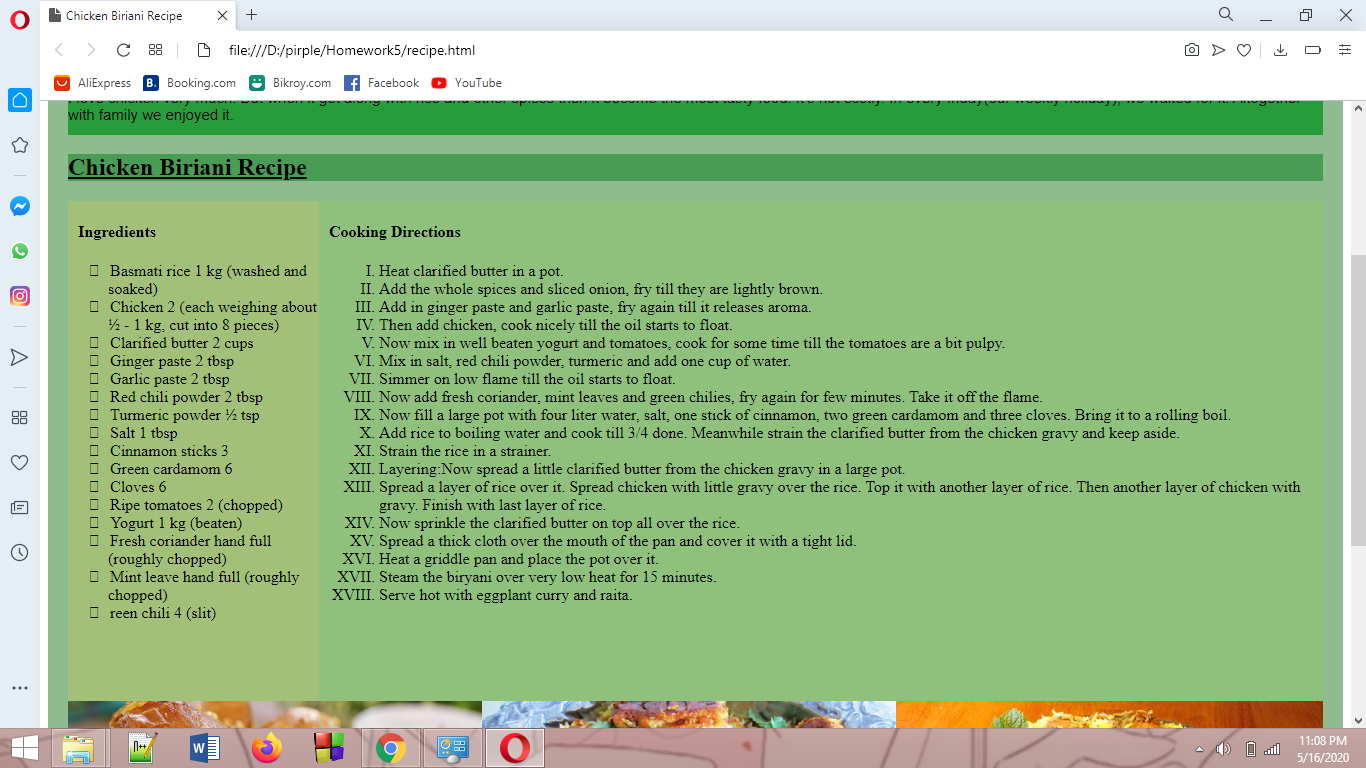 Chicken Biriani Recipe
file:///D:/pirple/Homework5/recipe.html
AliExpress
Booking.com
Bikroy.com
Facebook
YouTube
with family we enjoyed it.
Chicken Biriani Recipe
Ingredients
Basmati rice 1 kg (washed and
soaked)
Chicken 2 (each weighing about
½ - 1 kg, cut into 8 pieces)
Clarified butter 2 cups
Ginger paste 2 tbsp
Garlic paste 2 tbsp
Red chili powder 2 tbsp
Turmeric powder ½ tsp
Salt 1 tbsp
Cinnamon sticks 3
Green cardamom 6
Cloves 6
Ripe tomatoes 2 (chopped)
Yogurt 1 kg (beaten)
Fresh coriander hand full
(roughly chopped)
Mint leave hand full (roughly
chopped)
reen chili 4 (slit)
Cooking Directions
I. Heat clarified butter in a pot.
II. Add the whole spices and sliced onion, fry till they are lightly brown.
III. Add in ginger paste and garlic paste, fry again till it releases aroma.
IV. Then add chicken, cook nicely till the oil starts to float.
V. Now mix in well beaten yogurt and tomatoes, cook for some time till the tomatoes are a bit pulpy.
VI. Mix in salt, red chili powder, turmeric and add one cup of water.
VII. Simmer on low flame till the oil starts to float.
VIII. Now add fresh coriander, mint leaves and green chilies, fry again for few minutes. Take it off the flame.
IX. Now fill a large pot with four liter water, salt, one stick of cinnamon, two green cardamom and three cloves. Bring it to a rolling boil.
X. Add rice to boiling water and cook till 3/4 done. Meanwhile strain the clarified butter from the chicken gravy and keep aside.
XI. Strain the rice in a strainer.
XII. Layering:Now spread a little clarified butter from the chicken gravy in a large pot.
XIII. Spread a layer of rice over it. Spread chicken with little gravy over the rice. Top it with another layer of rice. Then another layer of chicken with
gravy. Finish with last layer of rice.
XIV. Now sprinkle the clarified butter on top all over the rice.
XV. Spread a thick cloth over the mouth of the pan and cover it with a tight lid.
XVI. Heat a griddle pan and place the pot over it.
XVII. Steam the biryani over very low heat for 15 minutes.
XVIII. Serve hot with eggplant curry and raita.
11:08 PM
5/16/2020